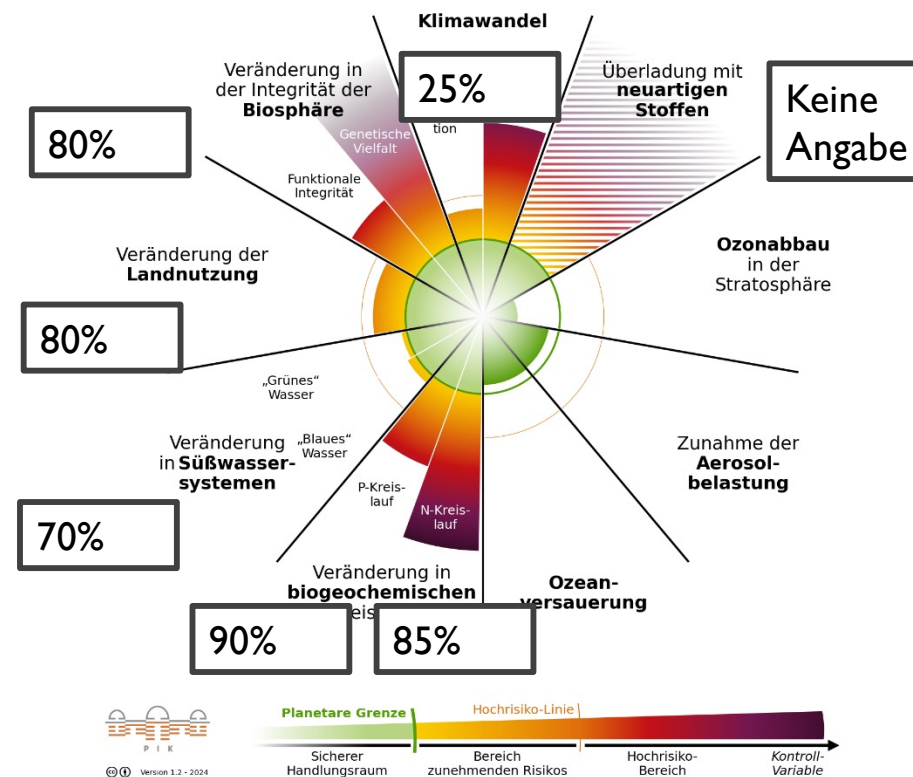 Klimawandel
25%
tion
Veränderung in
der Integrität der
Biosphäre
Genetische
Vielfalt
Funktionale
Integrität
80%
Überladung mit
neuartigen
Stoffen
Keine
Angabe
Veränderung der
Landnutzung
80%
Ozonabbau
in der
Stratosphäre
„Grünes“
Wasser
„Blaues“
Wasser
Veränderung
in Süßwasser-
systemen
70%
Zunahme der
Aerosol-
belastung
P-Kreis-
lauf
N-Kreis-
lauf
Veränderung in
biogeochemischen
90%
85%
Ozean-
versauerung
Planetare Grenze
Hochrisiko-Linie
Sicherer
Handlungsraum
Bereich
zunehmenden Risikos
Hochrisiko-
Bereich
Kontroll-
Variable
PIK
Version 1.2 - 2024